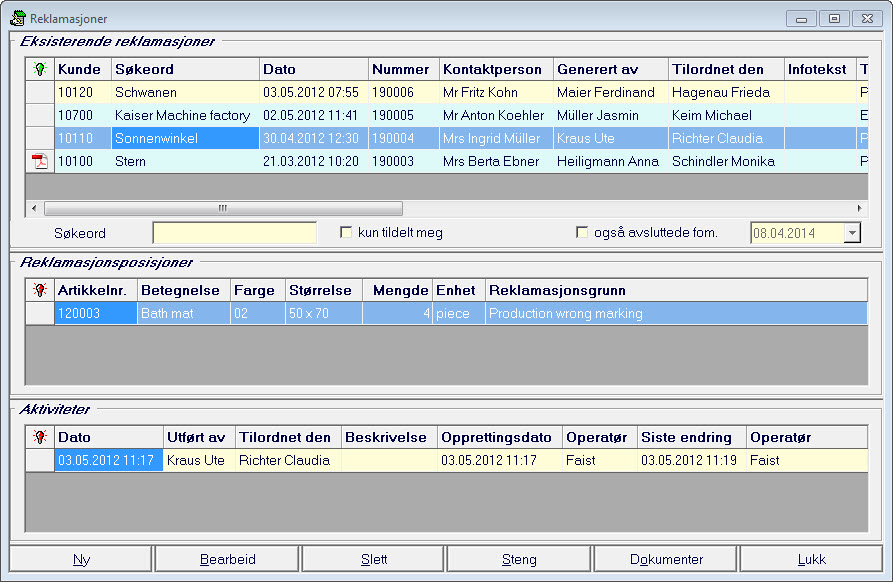 Reklamasjoner
Eksisterende reklamasjoner
Kunde Søkeord Dato Nummer Kontaktperson Generert av Tilordnet den Infotekst T
10120 Schwanen 03.05.2012 07:55 190006 Mr Fritz Kohn Maier Ferdinand Hagenau Frieda P
10700 Kaiser Machine factory 02.05.2012 11:41 190005 Mr Anton Koehler Müller Jasmin Keim Michael E
10110 Sonnenwinkel 30.04.2012 12:30 190004 Mrs Ingrid Müller Kraus Ute Richter Claudia P
10100 Stern 21.03.2012 10:20 190003 Mrs Berta Ebner Heiligmann Anna Schindler Monika P
Søkeord kun tildelt meg også avsluttede fom. 08.04.2014
Reklamasjonsposisjoner
Artikkelnr. Betegnelse Farge Størrelse Mengde Enhet Reklamasjonsgrunn
120003 Bath mat 02 50 x 70 4 piece Production wrong marking
Aktiviteter
Dato Utført av Tilordnet den Beskrivelse Opprettingsdato Operatør Siste endring Operatør
03.05.2012 11:17 Kraus Ute Richter Claudia 03.05.2012 11:17 Faist 03.05.2012 11:19 Faist
Ny Bearbeid Slett Steng Dokumenter Lukk